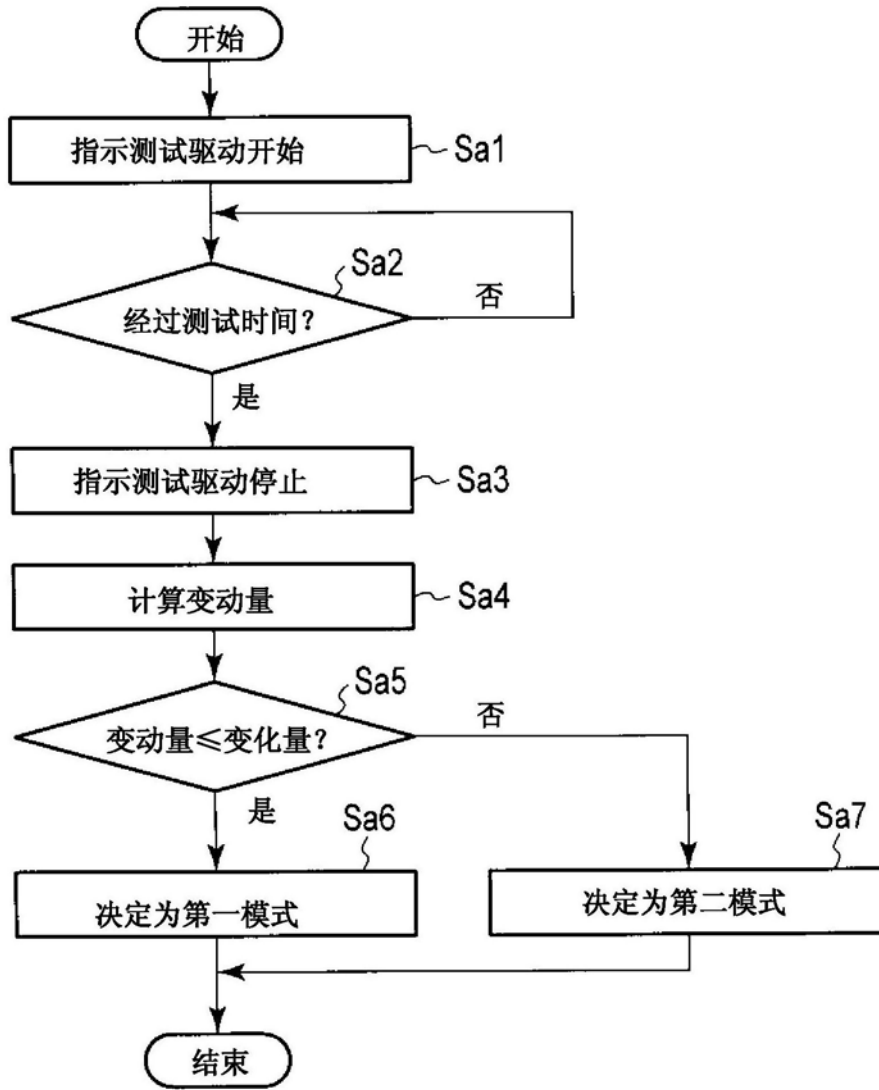 开始
指示测试驱动开始
Sa1
Sa2
经过测试时间?
否
是
指示测试驱动停止
Sa3
计算变动量
Sa4
Sa5
变动量≤变化量?
否
是
Sa6
决定为第一模式
Sa7
决定为第二模式
结束